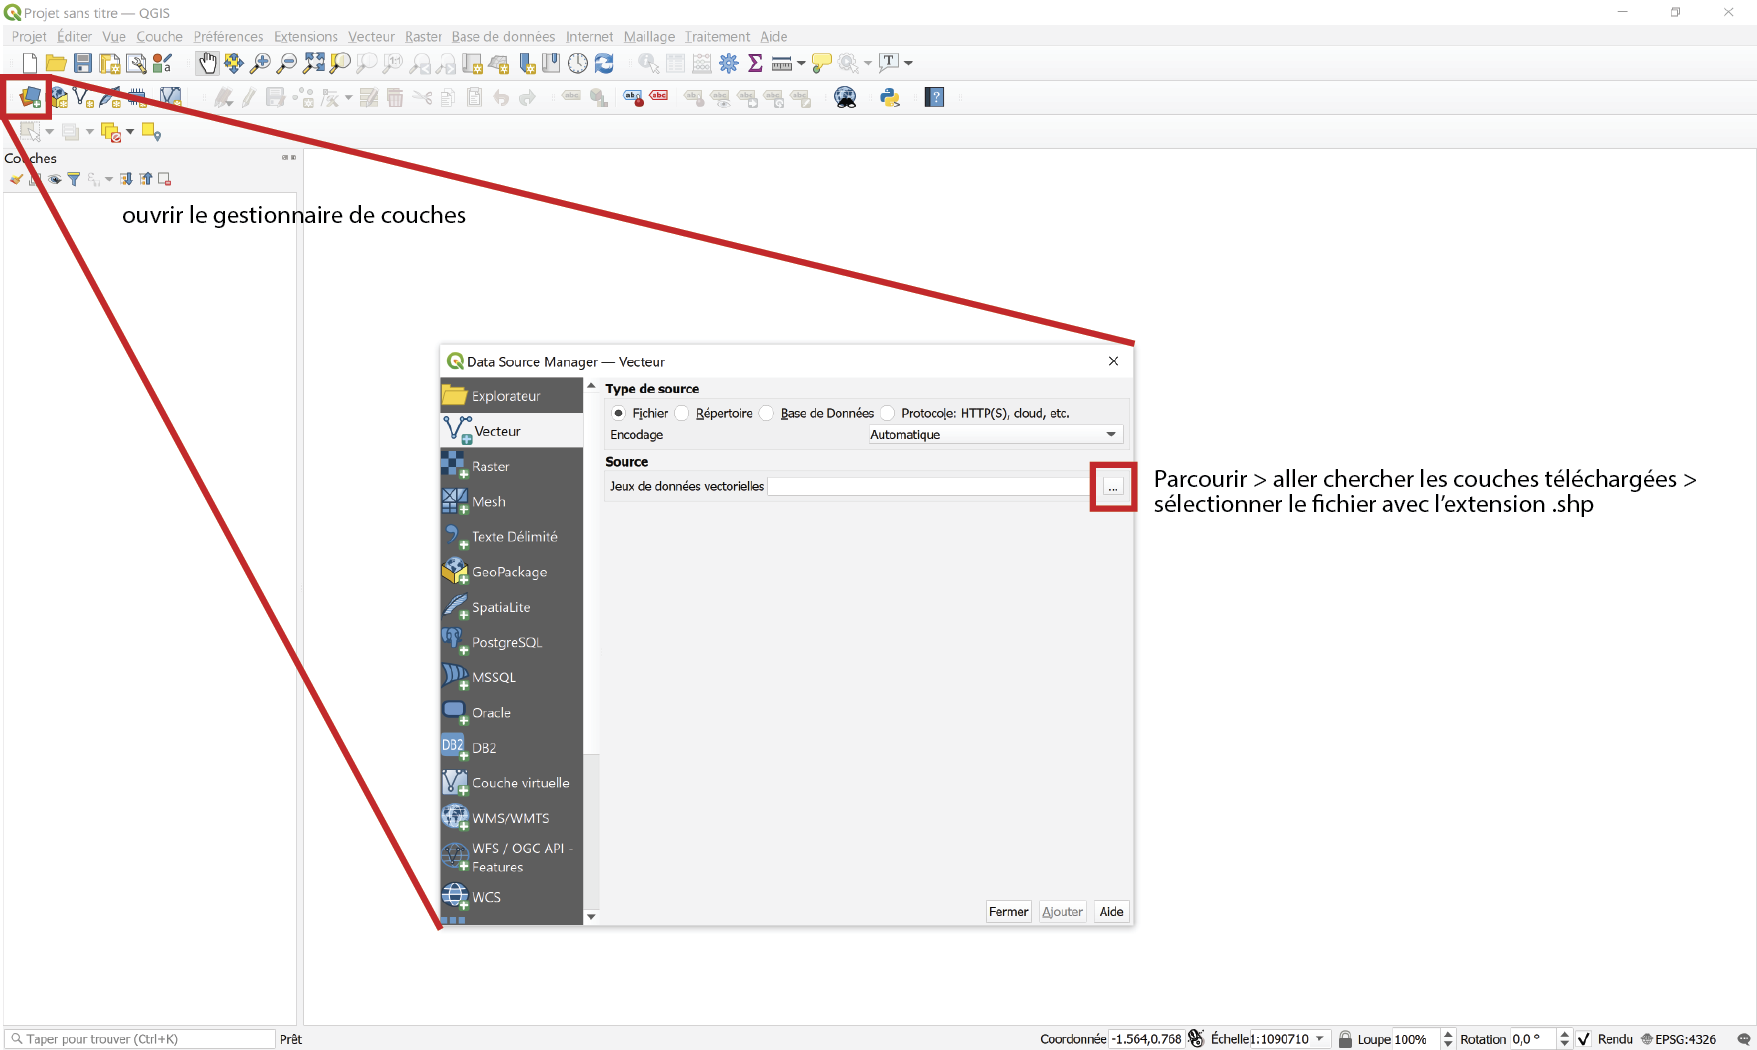 Projet sans titre — QGIS
Projet Éditer Vue Couche Préférences Extensions Vecteur Raster Base de données Internet Maillage Traitement Aide
Couches
ouvrir le gestionnaire de couches
Data Source Manager — Vecteur
Explorateur
Vecteur
Raster
Mesh
Texte Délimité
GeoPackage
SpatiaLite
PostgreSQL
MSSQL
Oracle
DB2 DB2
Couche virtuelle
WMS/WMTS
WFS / OGC API -
Features
WCS
Type de source
Fichier Répertoire Base de Données Protocole: HTTP(S), cloud, etc.
Encodage Automatique
Source
Jeux de données vectorielles ...
Fermer Ajouter Aide
Parcourir > aller chercher les couches téléchargées >
sélectionner le fichier avec l'extension .shp
Taper pour trouver (Ctrl+K) Prêt Coordonnée -1.564,0.768 Échelle 1:1090710 Loupe 100% Rotation 0,0 ° Rendu EPSG:4326